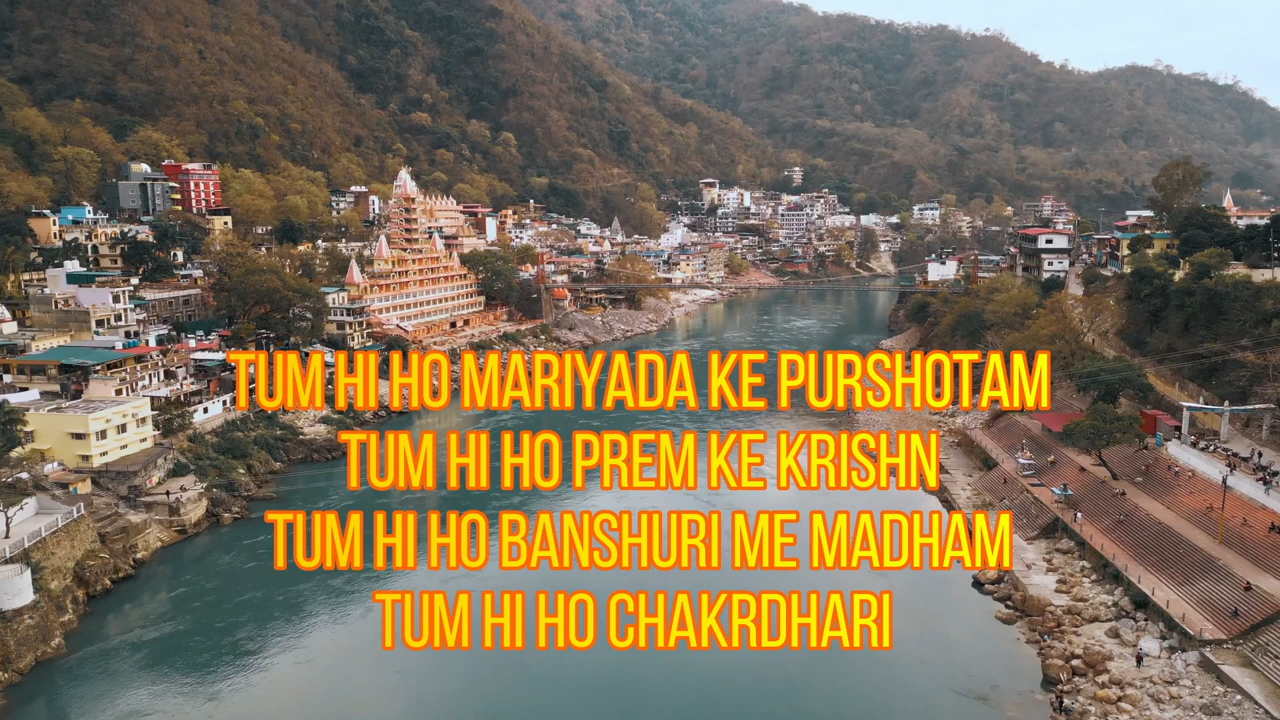 TUM HI HO MARIYADA KE PURSHOTAM
TUM HI HO PREM KE KRISHN
TUM HI HO BANSHURI ME MADHAM
TUM HI HO CHAKRDHARI